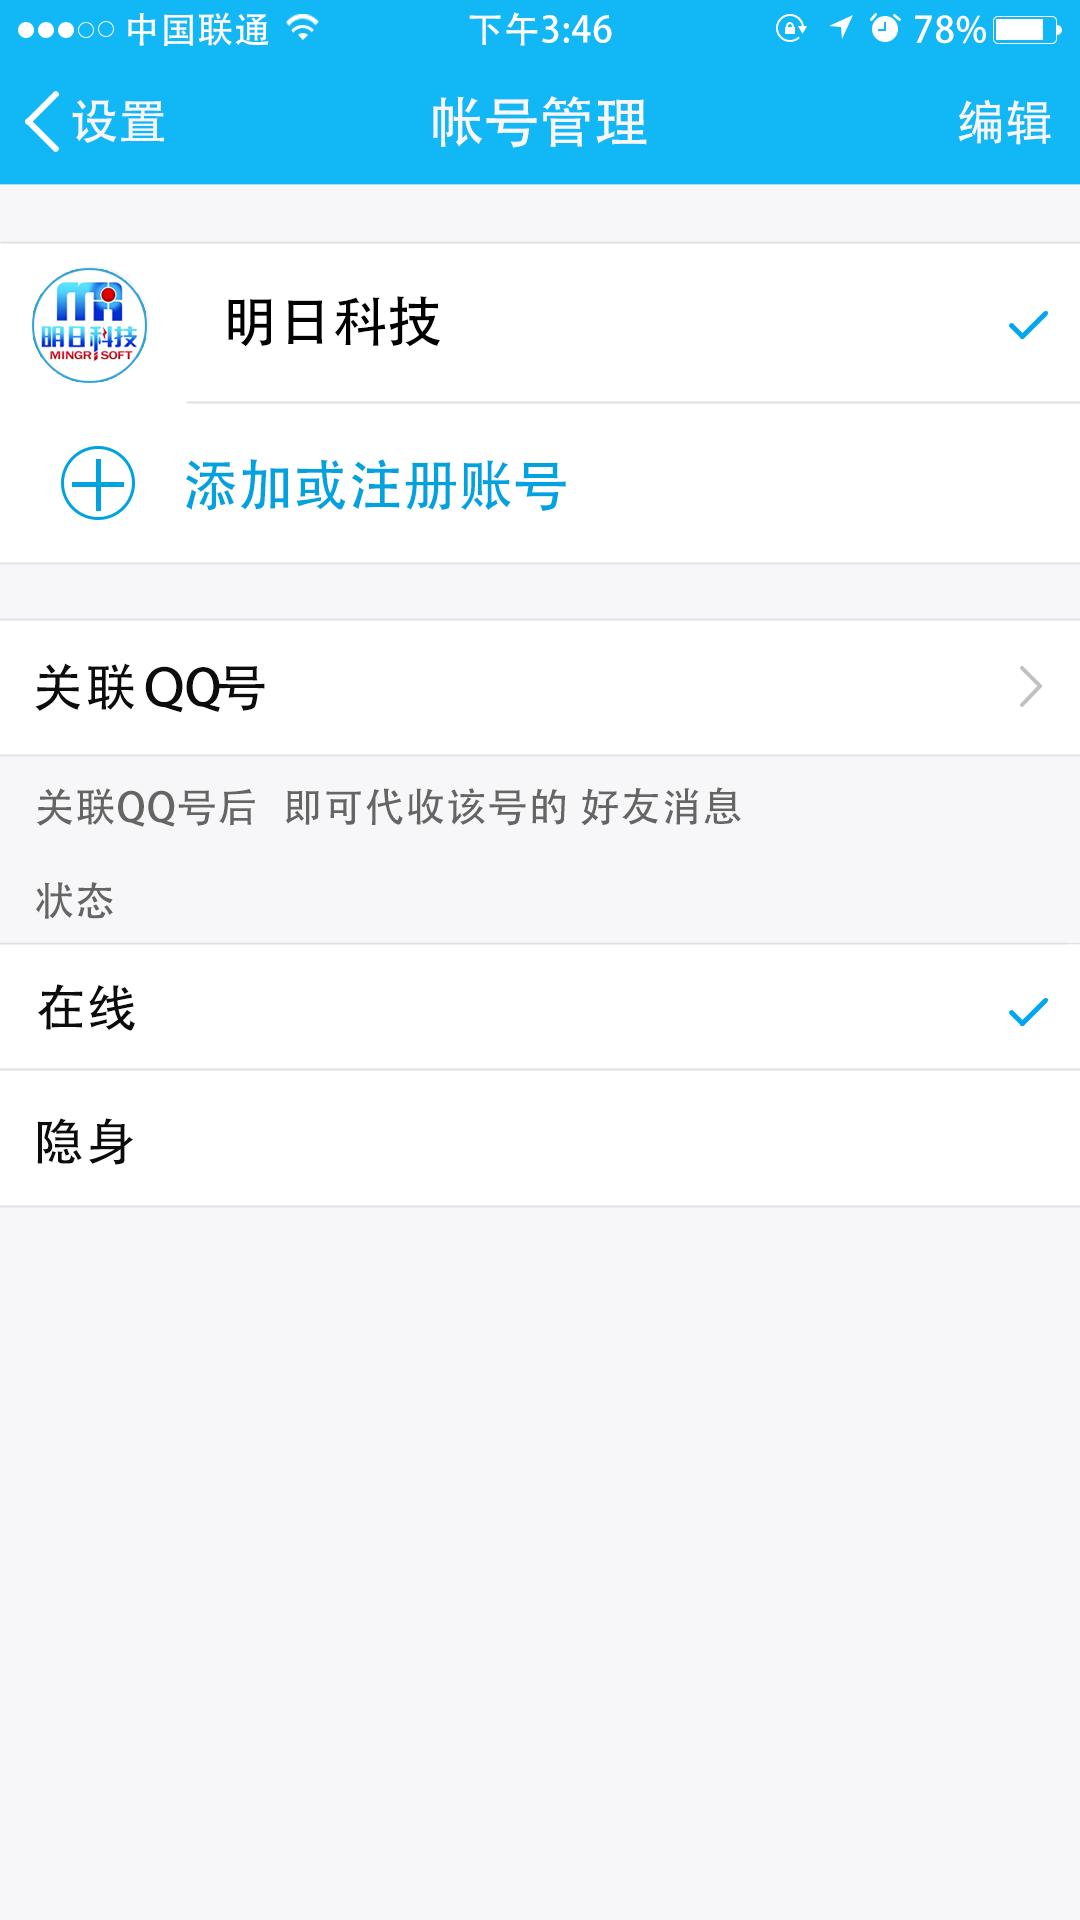 中国联通 下午3:46 78%
设置 帐号管理 编辑
明日科技
MINGRISOFT
明日科技
添加或注册账号
关联QQ号
关联QQ号后 即可代收该号的 好友消息
状态
在线
隐身